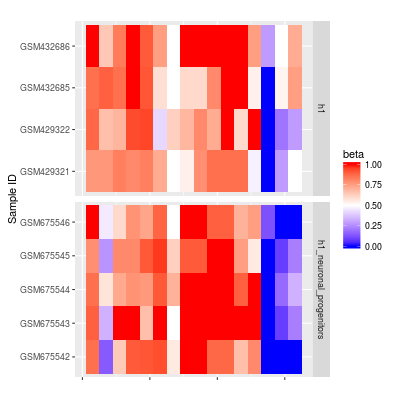 GSM432686
GSM432685
GSM429322
GSM429321
h1
GSM675546
GSM675545
GSM675544
GSM675543
GSM675542
h1_neuronal_progenitors
Sample ID
beta
1.00
0.75
0.50
0.25
0.00